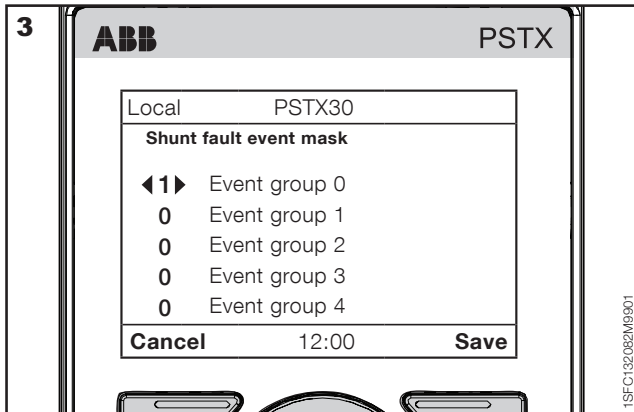 3
ABB PSTX
Local PSTX30
Shunt fault event mask
1 Event group 0
0 Event group 1
0 Event group 2
0 Event group 3
0 Event group 4
Cancel 12:00 Save
1SFC132082M9901